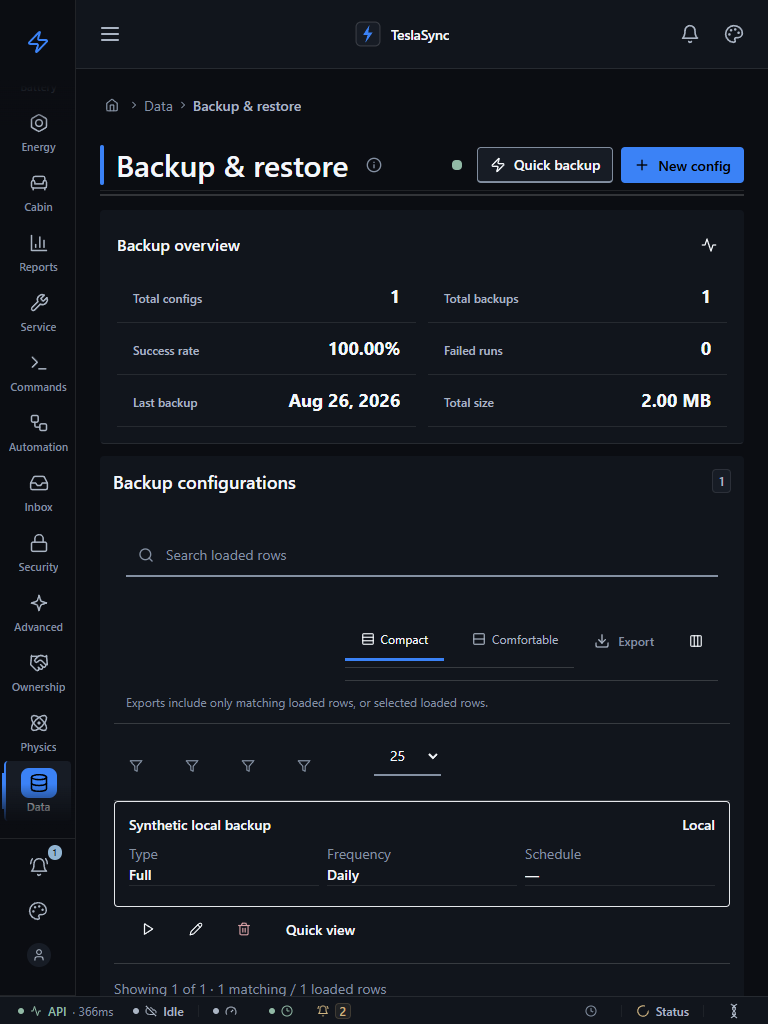 TeslaSync
Data
Backup & restore
Energy
Cabin
Reports
Service
Commands
Automation
Inbox
Security
Advanced
Ownership
Physics
Data
1
Backup & restore
Quick backup
New config
Backup overview
Total configs 1
Total backups 1
Success rate 100.00%
Failed runs 0
Last backup Aug 26, 2026
Total size 2.00 MB
Backup configurations 1
Search loaded rows
Compact Comfortable Export
Exports include only matching loaded rows, or selected loaded rows.
25
Synthetic local backup Local
Type Frequency Schedule
Full Daily —
Quick view
Showing 1 of 1 · 1 matching / 1 loaded rows
API · 366ms Idle 2 Status